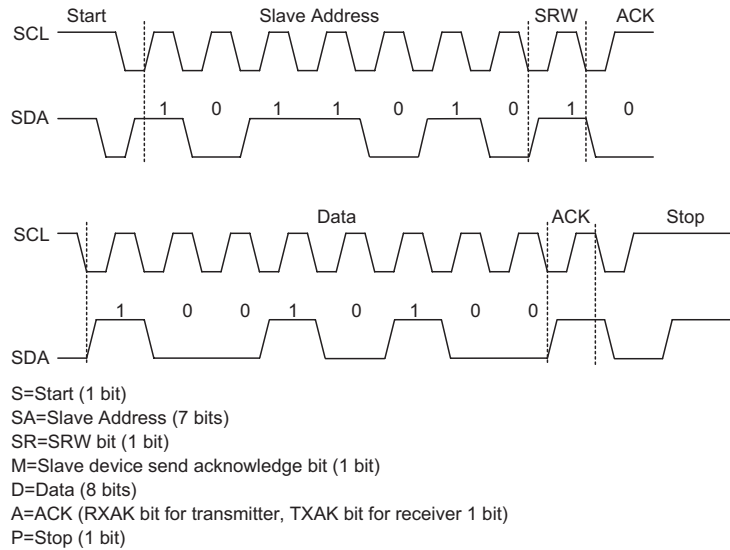 Start Slave Address SRW ACK
SCL
1 0 1 1 0 1 0 1 0
SDA
Data ACK Stop
SCL
1 0 0 1 0 1 0 0
SDA
S=Start (1 bit)
SA=Slave Address (7 bits)
SR=SRW bit (1 bit)
M=Slave device send acknowledge bit (1 bit)
D=Data (8 bits)
A=ACK (RXAK bit for transmitter, TXAK bit for receiver 1 bit)
P=Stop (1 bit)